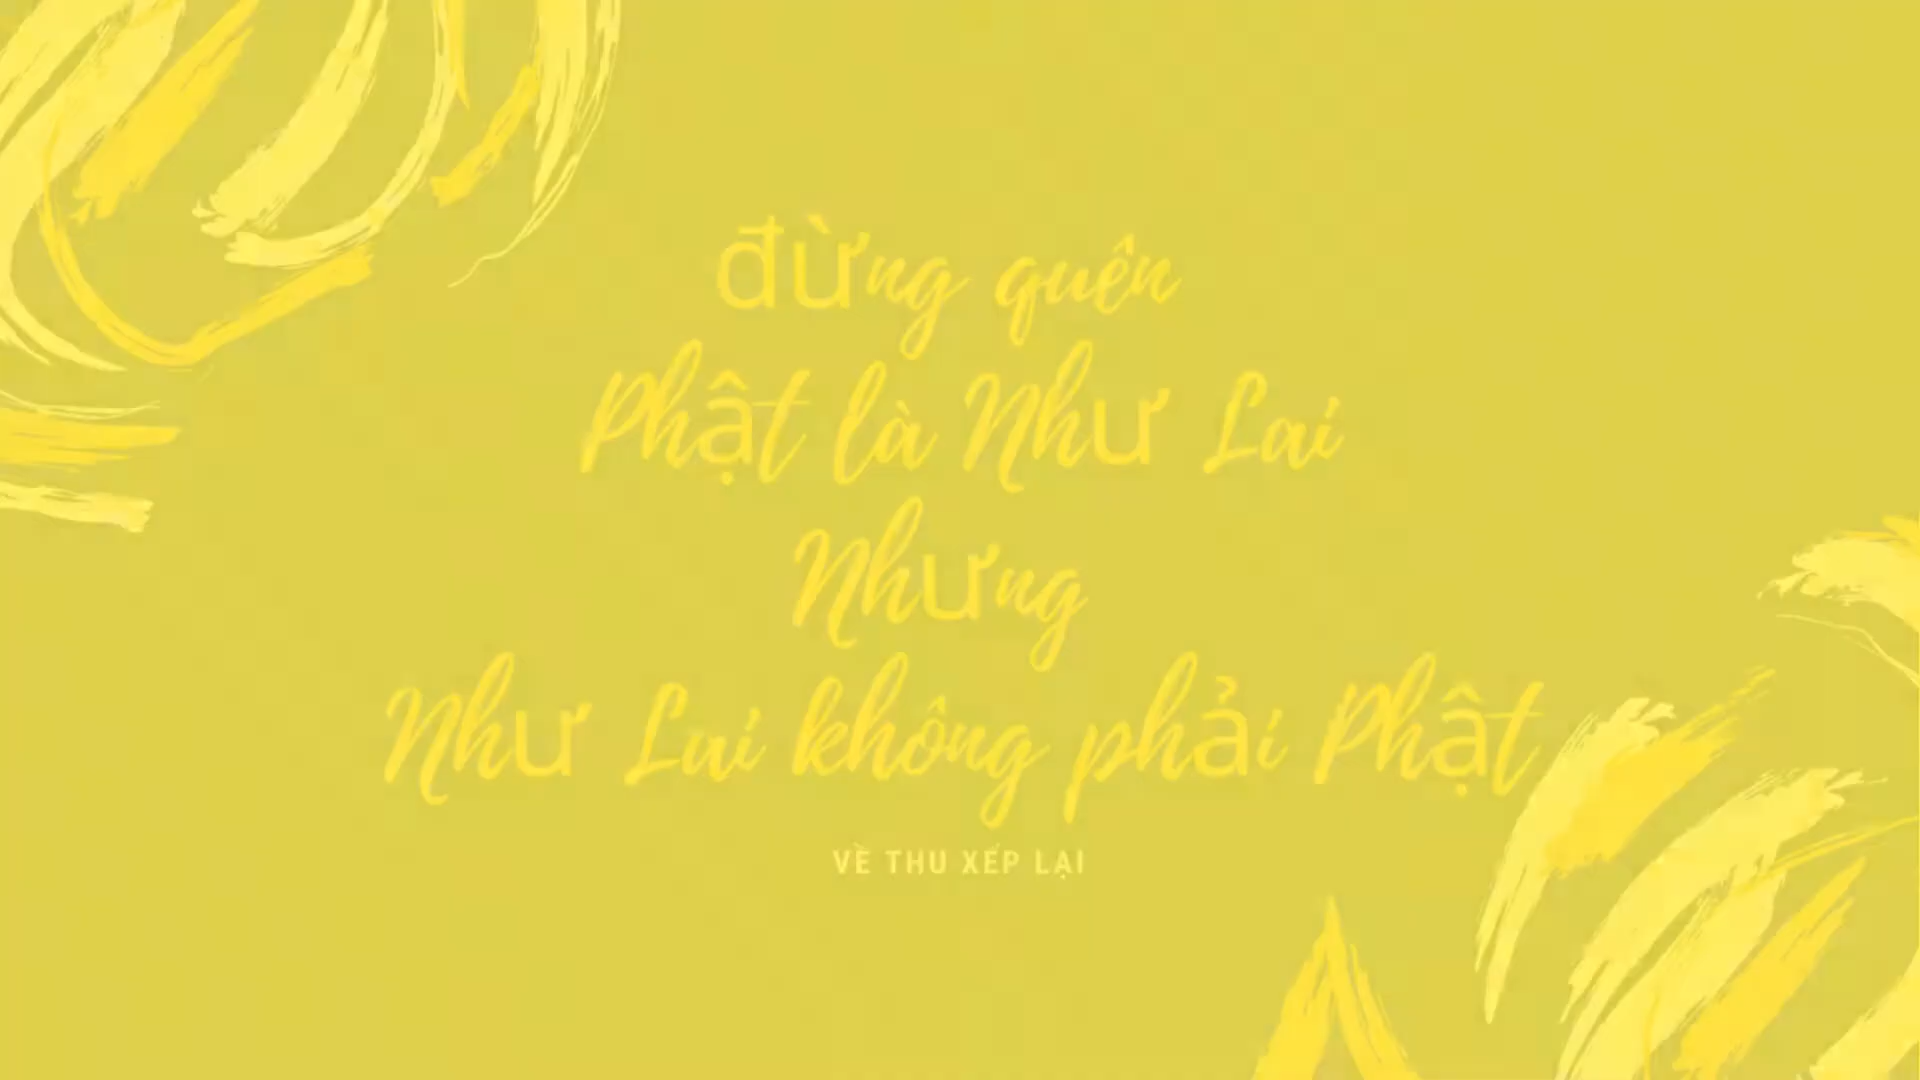 đừng quên
Phật là Như Lai
Nhưng
Như Lai không phải Phật
VỀ THU XẾP LẠI